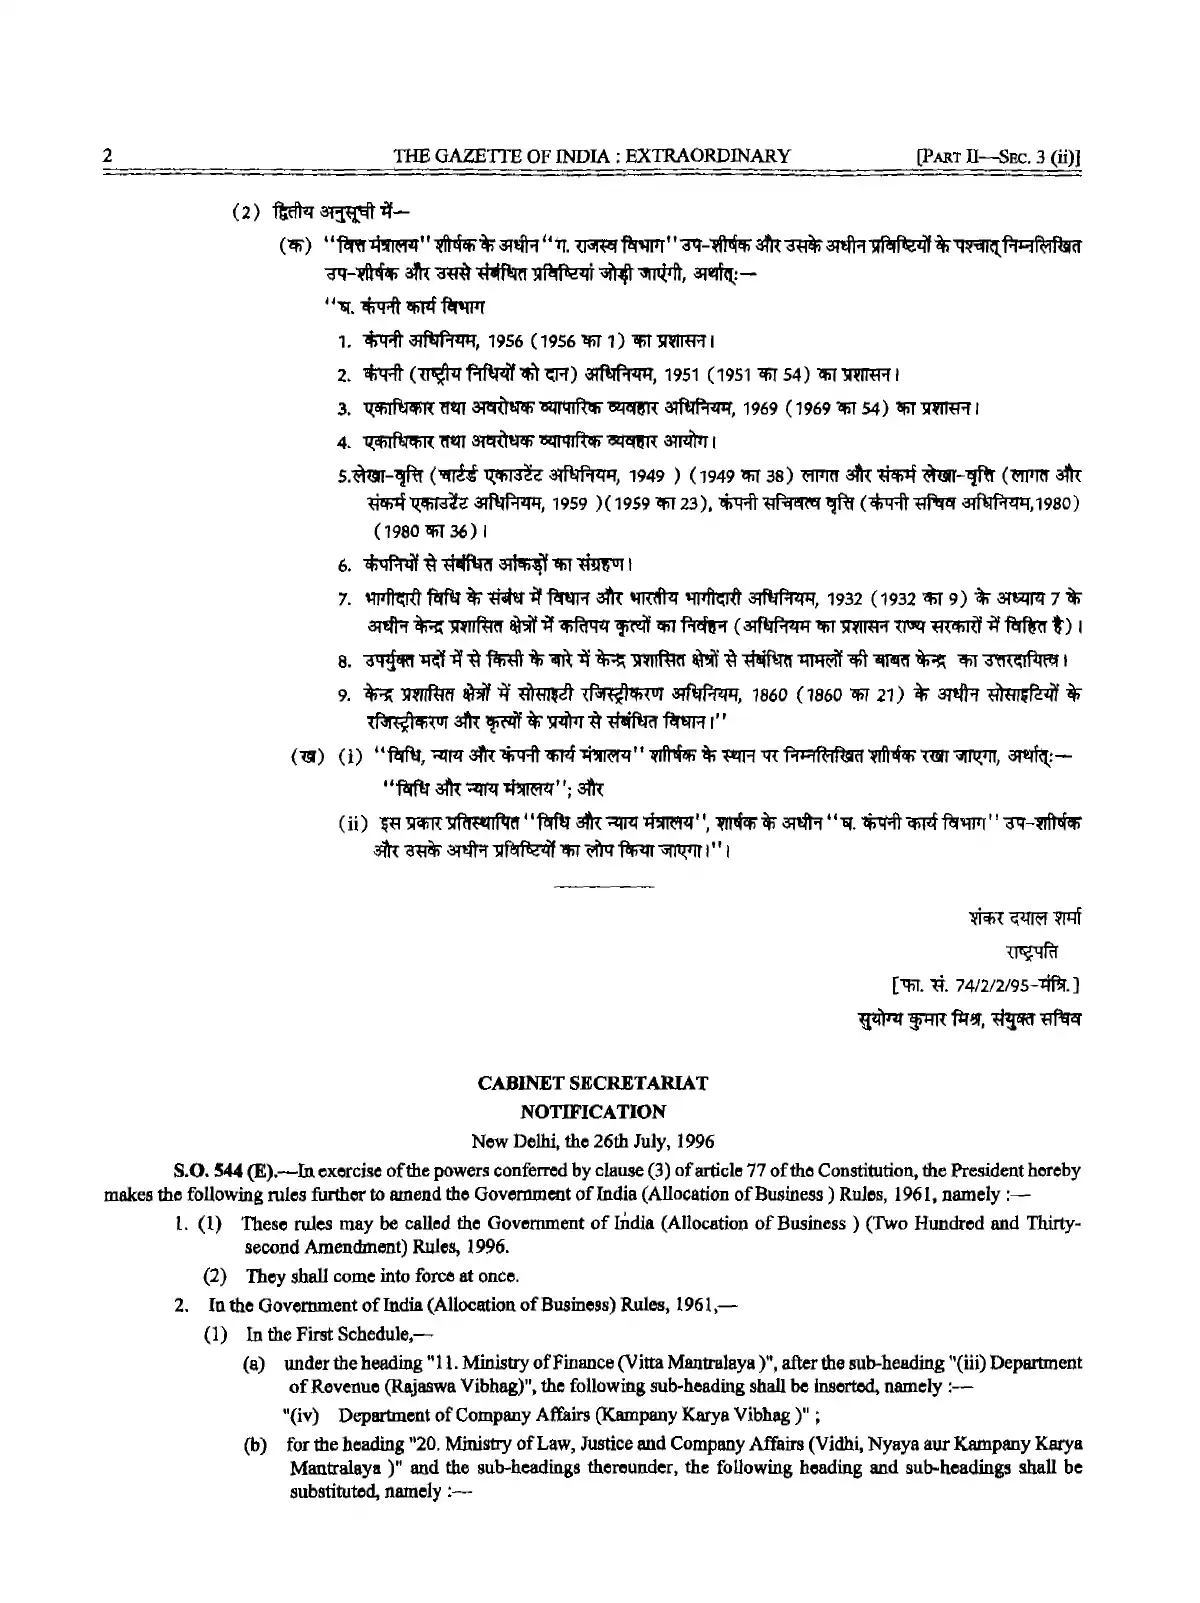 2 THE GAZETTE OF INDIA : EXTRAORDINARY [PART II—SEC. 3 (ii)]
(2) द्वितीय अनुसूची में—
(क) "वित्त मंत्रालय" शीर्षक के अधीन "ग. राजस्व विभाग" उप-शीर्षक और उसके अधीन प्रविष्टियों के पश्चात् निम्नलिखित
उप-शीर्षक और उससे संबंधित प्रविष्टियां जोड़ी जाएंगी, अर्थात्:—
"घ. कंपनी कार्य विभाग
1. कंपनी अधिनियम, 1956 (1956 का 1) का प्रशासन।
2. कंपनी (राष्ट्रीय निधियों को दान) अधिनियम, 1951 (1951 का 54) का प्रशासन।
3. एकाधिकार तथा अवरोधक व्यापारिक व्यवहार अधिनियम, 1969 (1969 का 54) का प्रशासन।
4. एकाधिकार तथा अवरोधक व्यापारिक व्यवहार आयोग।
5.लेखा-वृत्ति (चार्टर्ड एकाउटेंट अधिनियम, 1949 ) (1949 का 38) लागत और संकर्म लेखा-वृत्ति (लागत और
संकर्म एकाउटेंट अधिनियम, 1959 )(1959 का 23), कंपनी सचिवत्व वृत्ति (कंपनी सचिव अधिनियम,1980)
(1980 का 36)।
6. कंपनियों से संबंधित आंकड़ों का संग्रहण।
7. भागीदारी विधि के संबंध में विधान और भारतीय भागीदारी अधिनियम, 1932 (1932 का 9) के अध्याय 7 के
अधीन केन्द्र प्रशासित क्षेत्रों में कतिपय कृत्यों का निर्वहन (अधिनियम का प्रशासन राज्य सरकारों में विहित है)।
8. उपर्युक्त मदों में से किसी के बारे में केन्द्र प्रशासित क्षेत्रों से संबंधित मामलों की बाबत केन्द्र का उत्तरदायित्व।
9. केन्द्र प्रशासित क्षेत्रों में सोसाइटी रजिस्ट्रीकरण अधिनियम, 1860 (1860 का 21) के अधीन सोसाइटियों के
रजिस्ट्रीकरण और कृत्यों के प्रयोग से संबंधित विधान।"
(ख) (i) "विधि, न्याय और कंपनी कार्य मंत्रालय" शीर्षक के स्थान पर निम्नलिखित शीर्षक रखा जाएगा, अर्थात्:—
"विधि और न्याय मंत्रालय"; और
(ii) इस प्रकार प्रतिस्थापित "विधि और न्याय मंत्रालय", शार्षक के अधीन "घ. कंपनी कार्य विभाग" उप-शीर्षक
और उसके अधीन प्रविष्टियों का लोप किया जाएगा।"।
शंकर दयाल शर्मा
राष्ट्रपति
[फा. सं. 74/2/2/95-मंत्रि.]
सुयोग्य कुमार मिश्र, संयुक्त सचिव
CABINET SECRETARIAT
NOTIFICATION
New Delhi, the 26th July, 1996
S.O. 544 (E).—In exercise of the powers conferred by clause (3) of article 77 of the Constitution, the President hereby
makes the following rules further to amend the Government of India (Allocation of Business ) Rules, 1961, namely :—
1. (1) These rules may be called the Government of India (Allocation of Business ) (Two Hundred and Thirty-
second Amendment) Rules, 1996.
(2) They shall come into force at once.
2. In the Government of India (Allocation of Business) Rules, 1961,—
(1) In the First Schedule,—
(a) under the heading "11. Ministry of Finance (Vitta Mantralaya )", after the sub-heading "(iii) Department
of Revenue (Rajaswa Vibhag)", the following sub-heading shall be inserted, namely :—
"(iv) Department of Company Affairs (Kampany Karya Vibhag )" ;
(b) for the heading "20. Ministry of Law, Justice and Company Affairs (Vidhi, Nyaya aur Kampany Karya
Mantralaya )" and the sub-headings thereunder, the following heading and sub-headings shall be
substituted, namely :—